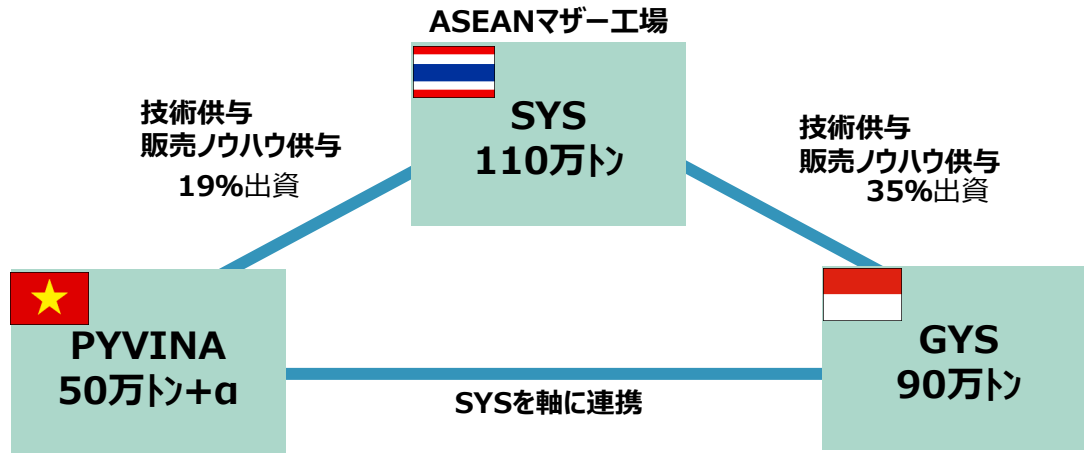 ASEANマザー工場
SYS
110万トン
技術供与
販売ノウハウ供与
19%出資
技術供与
販売ノウハウ供与
35%出資
PYVINA
50万トン+α
GYS
90万トン
SYSを軸に連携